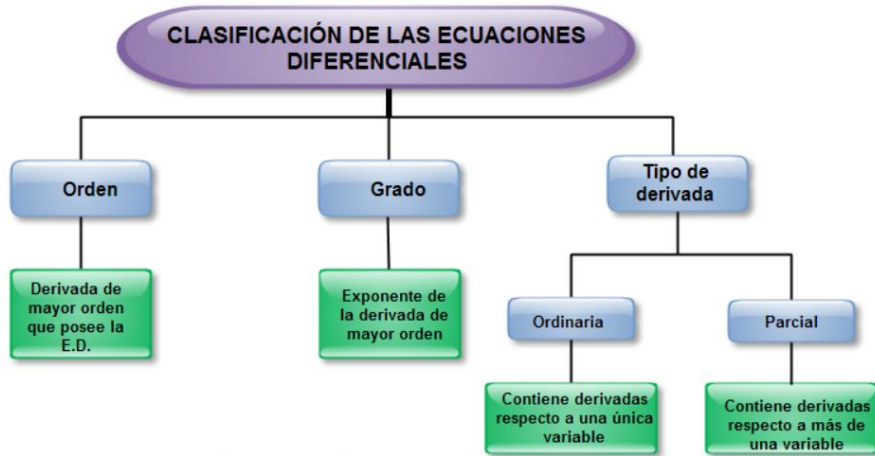 CLASIFICACIÓN DE LAS ECUACIONES
DIFERENCIALES
Orden
Grado
Tipo de
derivada
Derivada de
mayor orden
que posee la
E.D.
Exponente de
la derivada de
mayor orden
Ordinaria
Parcial
Contiene derivadas
respecto a una única
variable
Contiene derivadas
respecto a más de
una variable